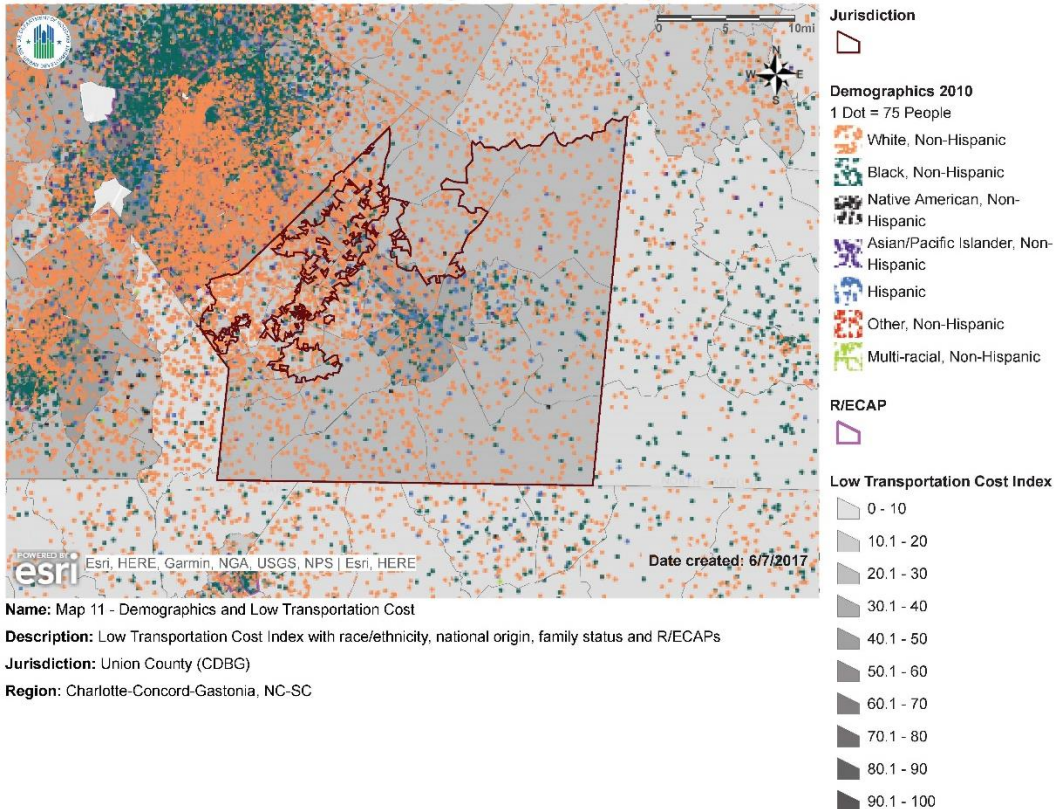 0 5 10mi
N
W E
S
POWERED BY
esri
Esri, HERE, Garmin, NGA, USGS, NPS | Esri, HERE
Date created: 6/7/2017
Name: Map 11 - Demographics and Low Transportation Cost
Description: Low Transportation Cost Index with race/ethnicity, national origin, family status and R/ECAPs
Jurisdiction: Union County (CDBG)
Region: Charlotte-Concord-Gastonia, NC-SC
Jurisdiction
Demographics 2010
1 Dot = 75 People
White, Non-Hispanic
Black, Non-Hispanic
Native American, Non-
Hispanic
Asian/Pacific Islander, Non-
Hispanic
Hispanic
Other, Non-Hispanic
Multi-racial, Non-Hispanic
R/ECAP
Low Transportation Cost Index
0 - 10
10.1 - 20
20.1 - 30
30.1 - 40
40.1 - 50
50.1 - 60
60.1 - 70
70.1 - 80
80.1 - 90
90.1 - 100